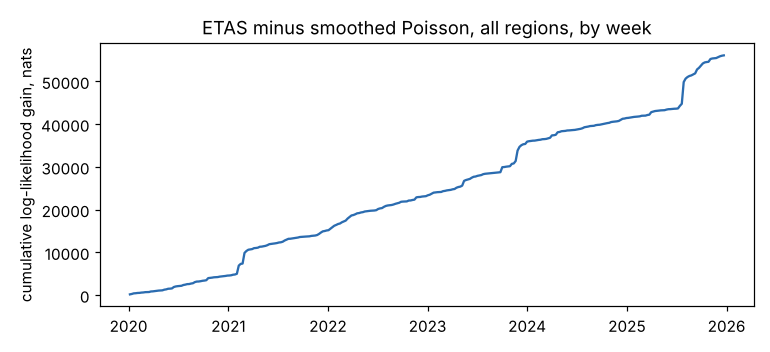 ETAS minus smoothed Poisson, all regions, by week
cumulative log-likelihood gain, nats
50000
40000
30000
20000
10000
0
2020 2021 2022 2023 2024 2025 2026